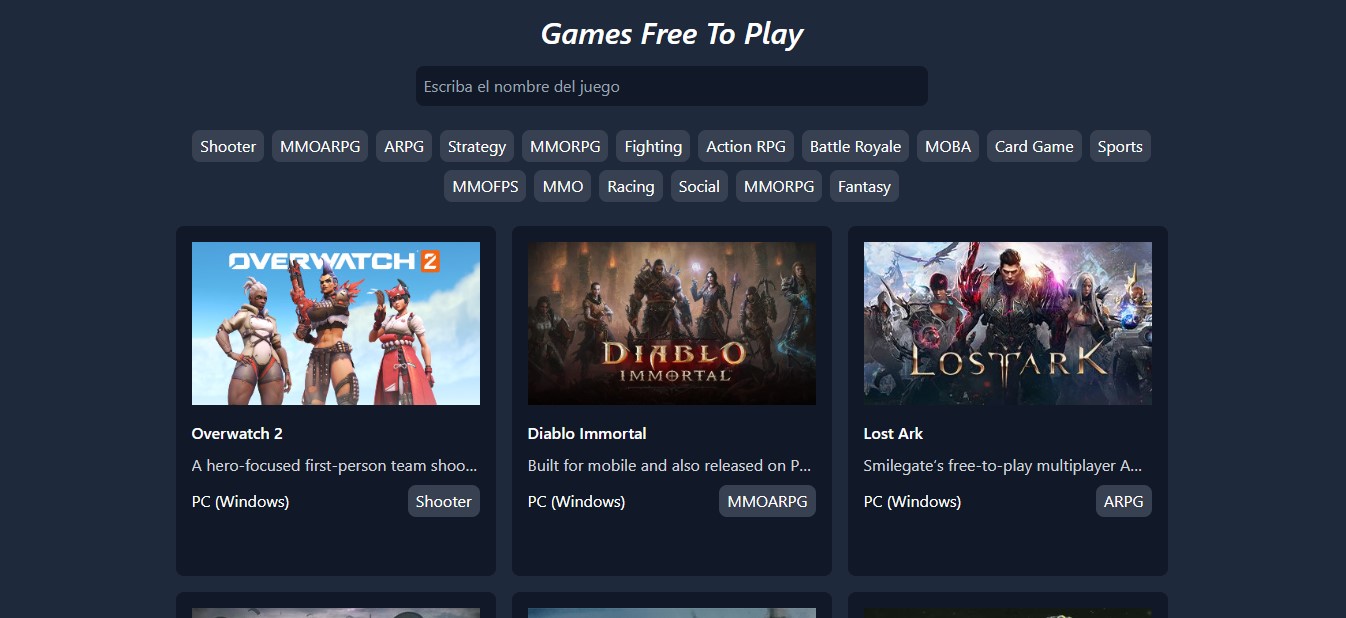 Games Free To Play
Escriba el nombre del juego
Shooter MMOARPG ARPG Strategy MMORPG Fighting Action RPG Battle Royale MOBA Card Game Sports
MMOFPS MMO Racing Social MMORPG Fantasy
OVERWATCH 2
DIABLO
IMMORTAL
LOST ARK
Overwatch 2 Diablo Immortal Lost Ark
A hero-focused first-person team shoo... Built for mobile and also released on P... Smilegate’s free-to-play multiplayer A...
PC (Windows) Shooter PC (Windows) MMOARPG PC (Windows) ARPG